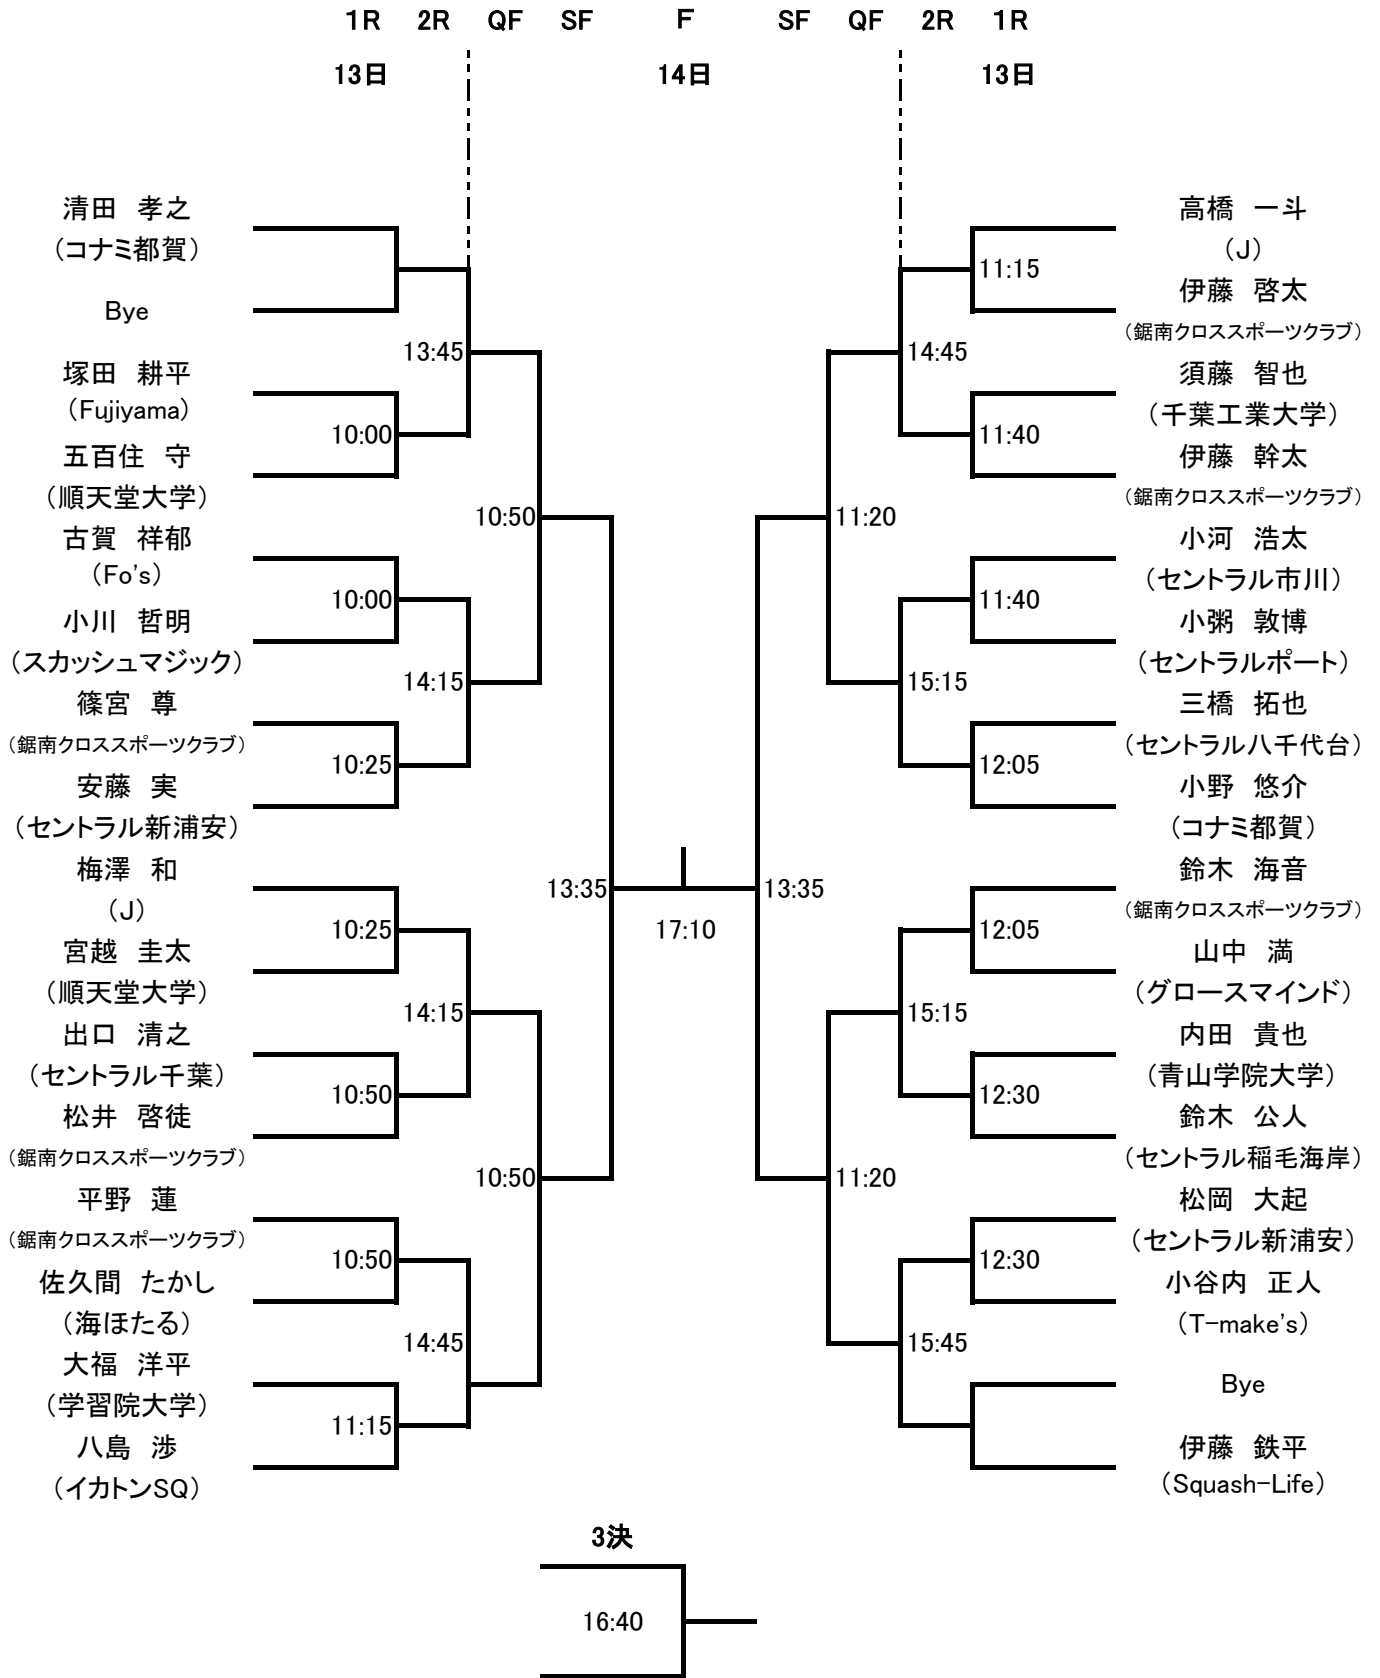 1R 2R QF SF F SF QF 2R 1R
13日 14日 13日
清田 孝之
(コナミ都賀)
Bye
13:45
塚田 耕平
(Fujiyama)
10:00
五百住 守
(順天堂大学)
10:50
古賀 祥郁
(Fo's)
10:00
小川 哲明
(スカッシュマジック)
14:15
篠宮 尊
(鋸南クロススポーツクラブ)
10:25
安藤 実
(セントラル新浦安)
13:35
梅澤 和
(J)
10:25
宮越 圭太
(順天堂大学)
14:15
出口 清之
(セントラル千葉)
10:50
松井 啓徒
(鋸南クロススポーツクラブ)
10:50
平野 蓮
(鋸南クロススポーツクラブ)
10:50
佐久間 たかし
(海ほたる)
14:45
大福 洋平
(学習院大学)
11:15
八島 渉
(イカトンSQ)
17:10
高橋 一斗
(J)
11:15
伊藤 啓太
(鋸南クロススポーツクラブ)
14:45
須藤 智也
(千葉工業大学)
11:40
伊藤 幹太
(鋸南クロススポーツクラブ)
11:20
小河 浩太
(セントラル市川)
11:40
小粥 敦博
(セントラルポート)
15:15
三橋 拓也
(セントラル八千代台)
12:05
小野 悠介
(コナミ都賀)
13:35
鈴木 海音
(鋸南クロススポーツクラブ)
12:05
山中 満
(グロースマインド)
15:15
内田 貴也
(青山学院大学)
12:30
鈴木 公人
(セントラル稲毛海岸)
11:20
松岡 大起
(セントラル新浦安)
12:30
小谷内 正人
(T-make's)
15:45
Bye
伊藤 鉄平
(Squash-Life)
3決
16:40